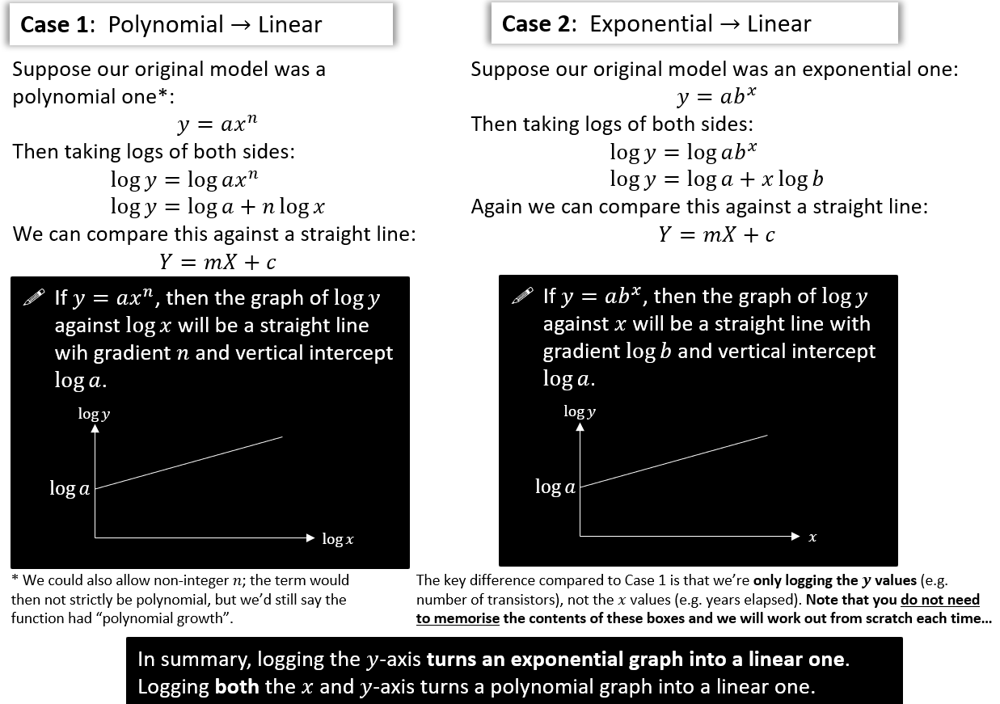 Case 1: Polynomial → Linear
Suppose our original model was a
polynomial one*:
y = axⁿ
Then taking logs of both sides:
log y = log axⁿ
log y = log a + n log x
We can compare this against a straight line:
Y = mX + c
If y = axⁿ, then the graph of log y
against log x will be a straight line
wih gradient n and vertical intercept
log a.
log y
log a
log x
* We could also allow non-integer n; the term would
then not strictly be polynomial, but we’d still say the
function had “polynomial growth”.
Case 2: Exponential → Linear
Suppose our original model was an exponential one:
y = abˣ
Then taking logs of both sides:
log y = log abˣ
log y = log a + x log b
Again we can compare this against a straight line:
Y = mX + c
If y = abˣ, then the graph of log y
against x will be a straight line with
gradient log b and vertical intercept
log a.
log y
log a
x
The key difference compared to Case 1 is that we’re only logging the y values (e.g.
number of transistors), not the x values (e.g. years elapsed). Note that you do not need
to memorise the contents of these boxes and we will work out from scratch each time…
In summary, logging the y-axis turns an exponential graph into a linear one.
Logging both the x and y-axis turns a polynomial graph into a linear one.